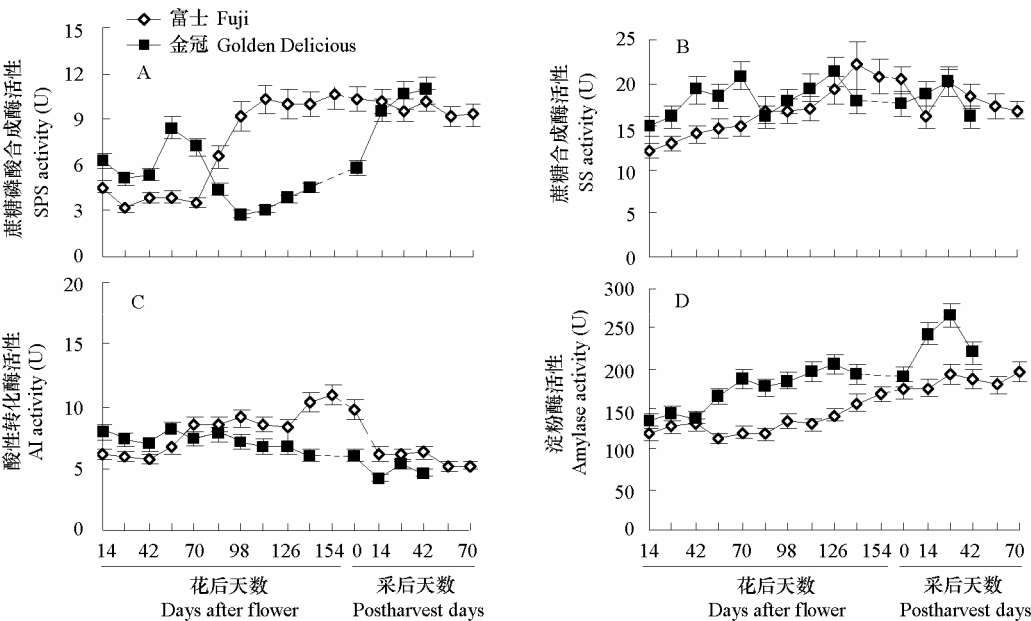 富士 Fuji
金冠 Golden Delicious
A
15
12
9
6
3
0
蔗糖磷酸合成酶活性
SPS activity (U)
B
25
20
15
10
5
0
蔗糖合成酶活性
SS activity (U)
C
20
15
10
5
0
酸性转化酶活性
AI activity (U)
14 42 70 98 126 154 0 14 42 70
花后天数 采后天数
Days after flower Postharvest days
D
300
250
200
150
100
50
0
淀粉酶活性
Amylase activity (U)
14 42 70 98 126 154 0 14 42 70
花后天数 采后天数
Days after flower Postharvest days